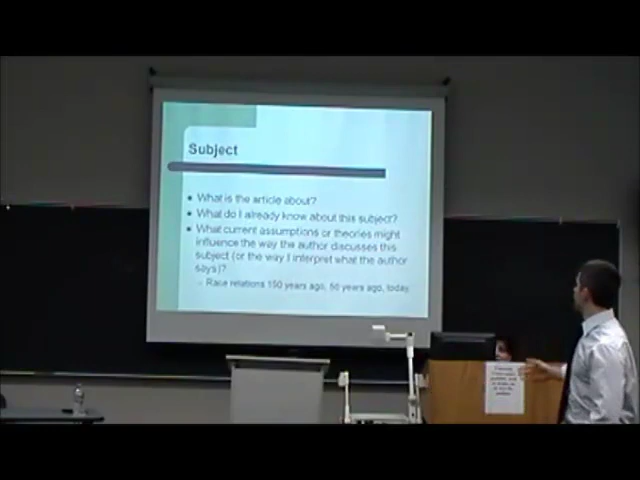 Subject
• What is the article about?
• What do I already know about this subject?
• What current assumptions or theories might
influence the way the author discusses this
subject (or the way I interpret what the author
says)?
– Race relations 150 years ago, 50 years ago, today